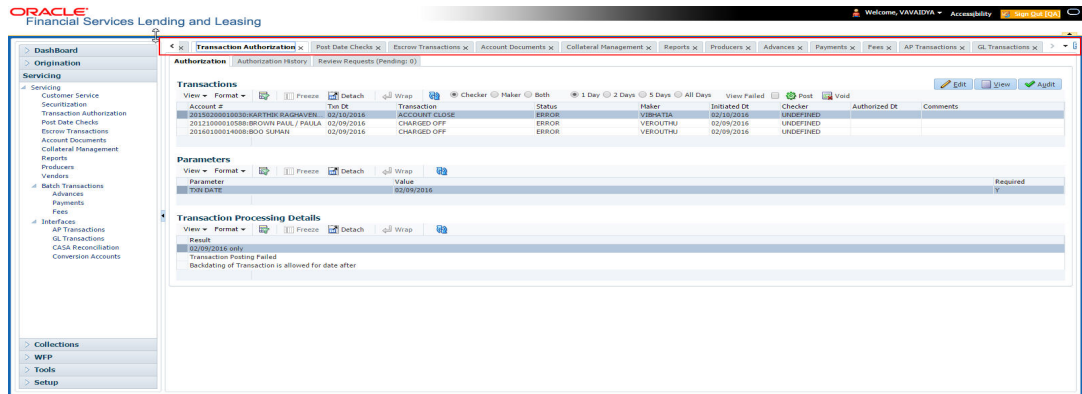 ORACLE
Financial Services Lending and Leasing
Welcome, VAVAIDYA Accessibility Sign Out [QA]
Transaction Authorization x Post Date Checks x Escrow Transactions x Account Documents x Collateral Management x Reports x Producers x Advances x Payments x Fees x AP Transactions x GL Transactions x
DashBoard
Origination
Servicing
Servicing
Customer Service
Securitization
Transaction Authorization
Post Date Checks
Escrow Transactions
Account Documents
Collateral Management
Reports
Producers
Vendors
Batch Transactions
Advances
Payments
Fees
Interfaces
AP Transactions
GL Transactions
CASA Reconciliation
Conversion Accounts
Collections
WFP
Tools
Setup
Authorization Authorization History Review Requests (Pending: 0)
Transactions
Edit View Audit
View Format Freeze Detach Wrap Checker Maker Both 1 Day 2 Days 5 Days All Days View Failed Post Void
Account # Txn Dt Transaction Status Maker Initiated Dt Checker Authorized Dt Comments
20150200010030:KARTHIK RAGHAVEN... 02/10/2016 ACCOUNT CLOSE ERROR VIBHATIA 02/10/2016 UNDEFINED
20121000010588:BROWN PAUL / PAULA 02/09/2016 CHARGED OFF ERROR VEROUTHU 02/09/2016 UNDEFINED
20160100014008:BOO SUMAN 02/09/2016 CHARGED OFF ERROR VEROUTHU 02/09/2016 UNDEFINED
Parameters
View Format Freeze Detach Wrap
Parameter Value Required
TXN DATE 02/09/2016 Y
Transaction Processing Details
View Format Freeze Detach Wrap
Result
02/09/2016 only
Transaction Posting Failed
Backdating of Transaction is allowed for date after